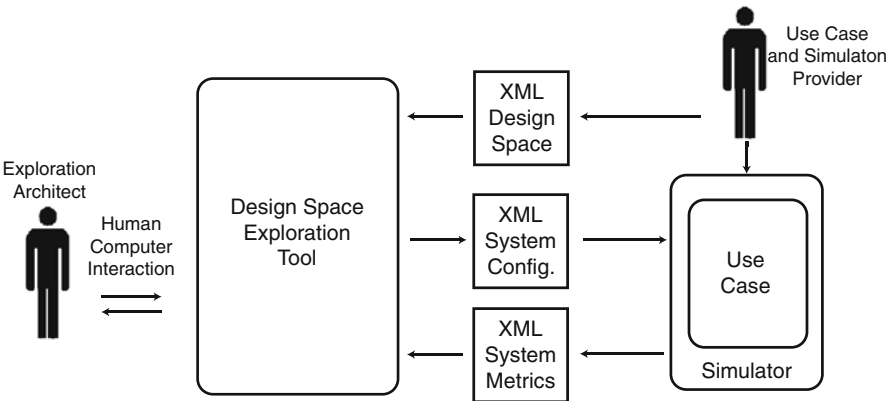 Use Case
and Simulaton
Provider
XML
Design
Space
Exploration
Architect
Human
Computer
Interaction
Design Space
Exploration
Tool
XML
System
Config.
Use
Case
XML
System
Metrics
Simulator